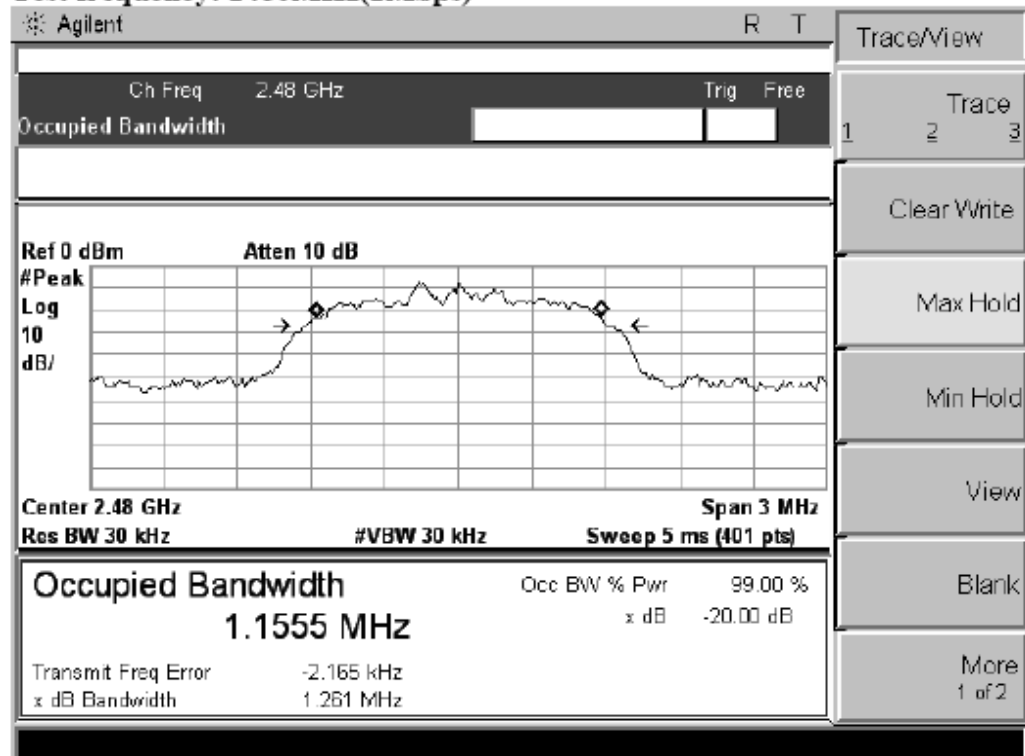 Agilent R T
Trace/View
Ch Freq 2.48 GHz Trig Free
Occupied Bandwidth
Trace
1 2 3
Clear Write
Ref 0 dBm Atten 10 dB
#Peak
Log
10
dB/
Max Hold
Min Hold
Center 2.48 GHz Span 3 MHz
Res BW 30 kHz #VBW 30 kHz Sweep 5 ms (401 pts)
View
Occupied Bandwidth Occ BW % Pwr 99.00 %
1.1555 MHz x dB -20.00 dB
Blank
Transmit Freq Error -2.165 kHz
x dB Bandwidth 1.261 MHz
More
1 of 2